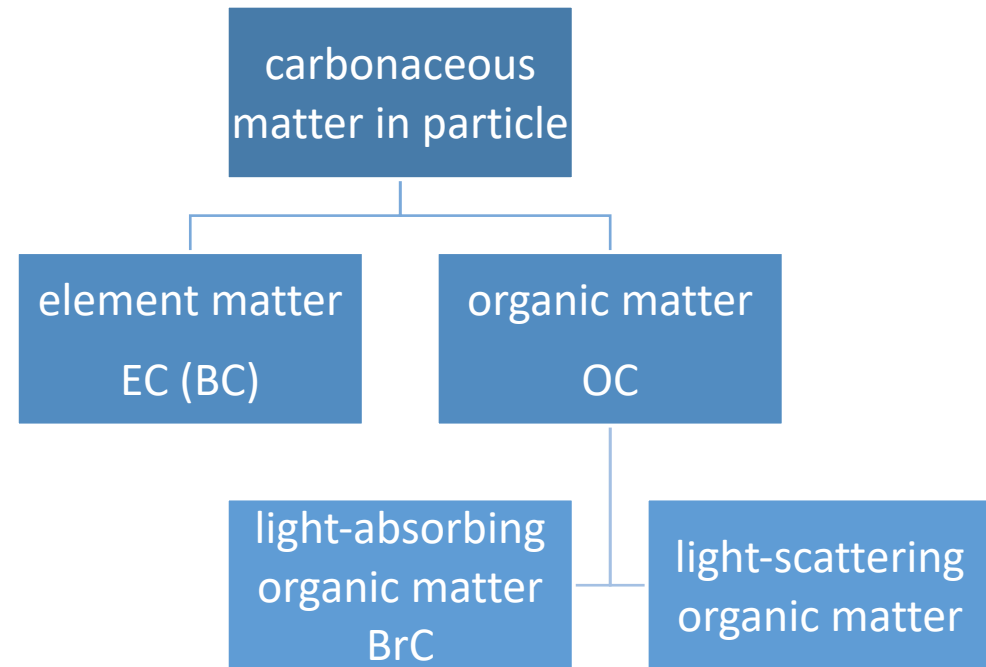 carbonaceous
matter in particle
element matter
EC (BC)
organic matter
OC
light-absorbing
organic matter
BrC
light-scattering
organic matter